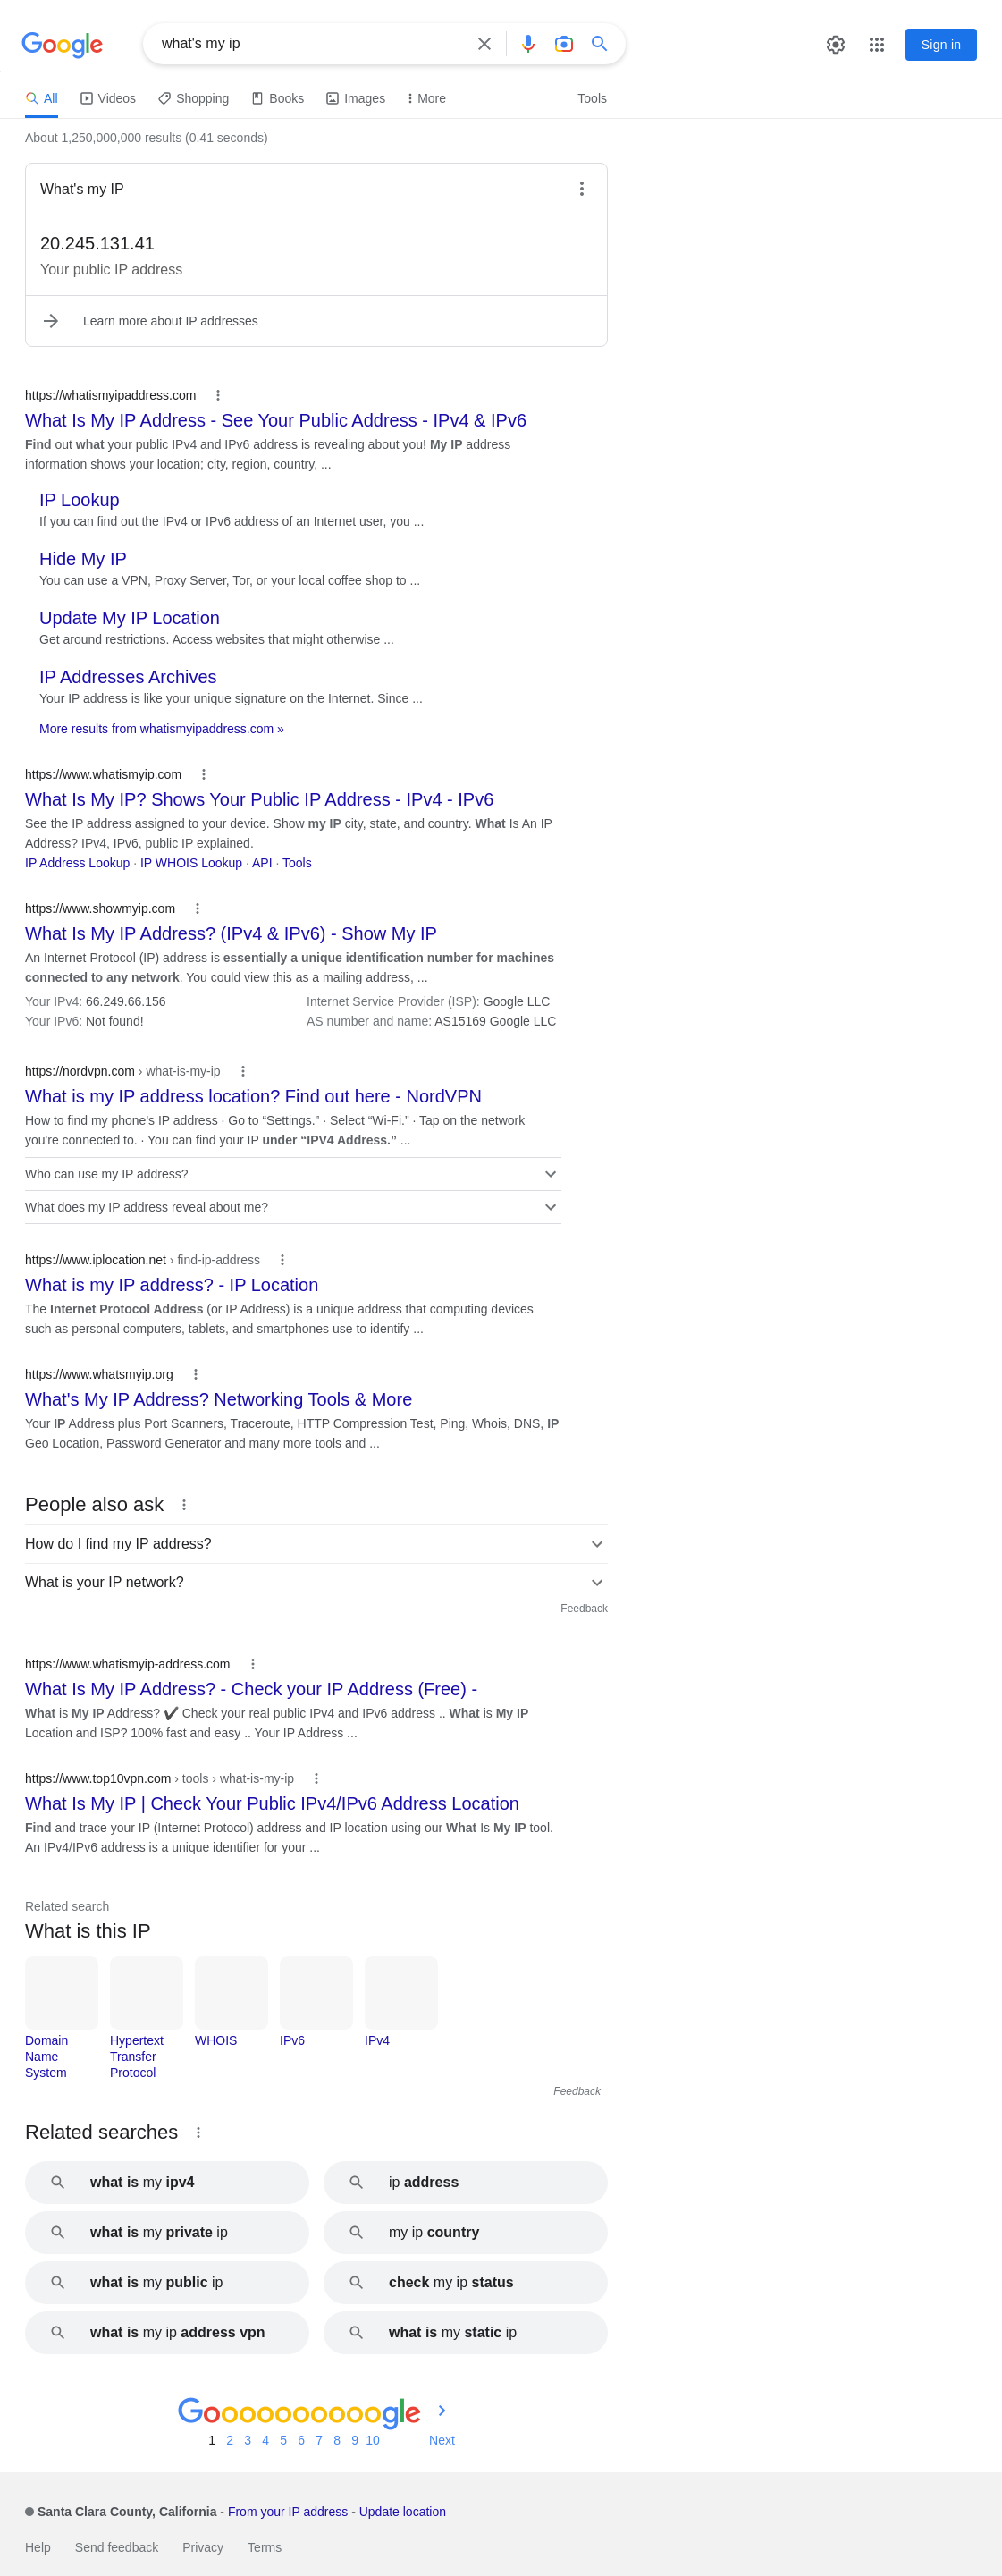 Google
what's my ip
Sign in
All
Videos
Shopping
Books
Images
More
Tools
About 1,250,000,000 results (0.41 seconds)
What's my IP
20.245.131.41
Your public IP address
Learn more about IP addresses
https://whatismyipaddress.com
What Is My IP Address - See Your Public Address - IPv4 & IPv6
Find out what your public IPv4 and IPv6 address is revealing about you! My IP address
information shows your location; city, region, country, ...
IP Lookup
If you can find out the IPv4 or IPv6 address of an Internet user, you ...
Hide My IP
You can use a VPN, Proxy Server, Tor, or your local coffee shop to ...
Update My IP Location
Get around restrictions. Access websites that might otherwise ...
IP Addresses Archives
Your IP address is like your unique signature on the Internet. Since ...
More results from whatismyipaddress.com »
https://www.whatismyip.com
What Is My IP? Shows Your Public IP Address - IPv4 - IPv6
See the IP address assigned to your device. Show my IP city, state, and country. What Is An IP
Address? IPv4, IPv6, public IP explained.
IP Address Lookup · IP WHOIS Lookup · API · Tools
https://www.showmyip.com
What Is My IP Address? (IPv4 & IPv6) - Show My IP
An Internet Protocol (IP) address is essentially a unique identification number for machines
connected to any network. You could view this as a mailing address, ...
Your IPv4: 66.249.66.156
Internet Service Provider (ISP): Google LLC
Your IPv6: Not found!
AS number and name: AS15169 Google LLC
https://nordvpn.com › what-is-my-ip
What is my IP address location? Find out here - NordVPN
How to find my phone's IP address · Go to “Settings.” · Select “Wi-Fi.” · Tap on the network
you're connected to. · You can find your IP under “IPV4 Address.” ...
Who can use my IP address?
What does my IP address reveal about me?
https://www.iplocation.net › find-ip-address
What is my IP address? - IP Location
The Internet Protocol Address (or IP Address) is a unique address that computing devices
such as personal computers, tablets, and smartphones use to identify ...
https://www.whatsmyip.org
What's My IP Address? Networking Tools & More
Your IP Address plus Port Scanners, Traceroute, HTTP Compression Test, Ping, Whois, DNS, IP
Geo Location, Password Generator and many more tools and ...
People also ask
How do I find my IP address?
What is your IP network?
Feedback
https://www.whatismyip-address.com
What Is My IP Address? - Check your IP Address (Free) -
What is My IP Address? ✔️ Check your real public IPv4 and IPv6 address .. What is My IP
Location and ISP? 100% fast and easy .. Your IP Address ...
https://www.top10vpn.com › tools › what-is-my-ip
What Is My IP | Check Your Public IPv4/IPv6 Address Location
Find and trace your IP (Internet Protocol) address and IP location using our What Is My IP tool.
An IPv4/IPv6 address is a unique identifier for your ...
Related search
What is this IP
Domain
Name
System
Hypertext
Transfer
Protocol
WHOIS
IPv6
IPv4
Feedback
Related searches
what is my ipv4
ip address
what is my private ip
my ip country
what is my public ip
check my ip status
what is my ip address vpn
what is my static ip
Goooooooooogle
1 2 3 4 5 6 7 8 9 10 Next
Santa Clara County, California - From your IP address - Update location
Help
Send feedback
Privacy
Terms